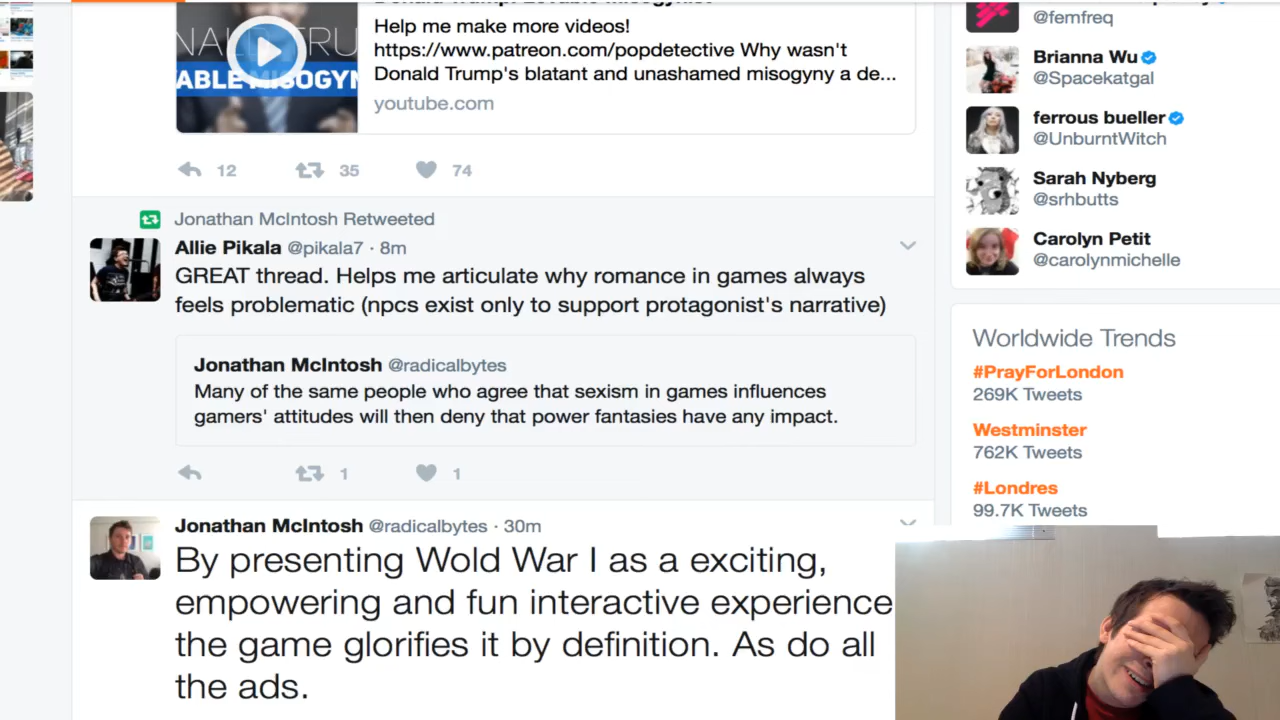 Help me make more videos!
https://www.patreon.com/popdetective Why wasn't
Donald Trump's blatant and unashamed misogyny a de...
youtube.com
12 35 74
Jonathan McIntosh Retweeted
Allie Pikala @pikala7 · 8m
GREAT thread. Helps me articulate why romance in games always
feels problematic (npcs exist only to support protagonist's narrative)
Jonathan McIntosh @radicalbytes
Many of the same people who agree that sexism in games influences
gamers' attitudes will then deny that power fantasies have any impact.
1 1
Jonathan McIntosh @radicalbytes · 30m
By presenting Wold War I as a exciting,
empowering and fun interactive experience
the game glorifies it by definition. As do all
the ads.
@femfreq
Brianna Wu
@Spacekatgal
ferrous bueller
@UnburntWitch
Sarah Nyberg
@srhbutts
Carolyn Petit
@carolynmichelle
Worldwide Trends
#PrayForLondon
269K Tweets
Westminster
762K Tweets
#Londres
99.7K Tweets